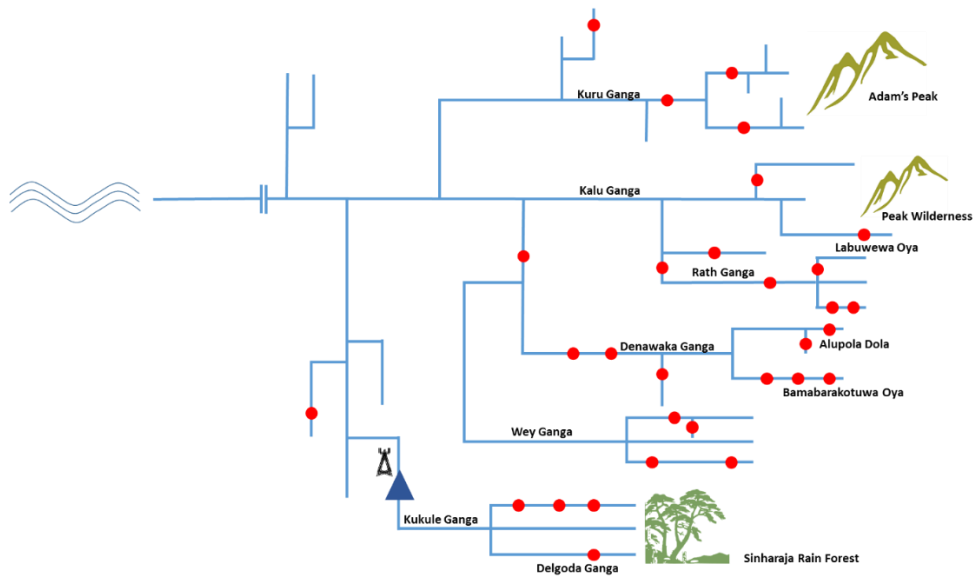 Kuru Ganga
Adam's Peak
Kalu Ganga
Peak Wilderness
Labuwewa Oya
Rath Ganga
Denawaka Ganga
Alupola Dola
Bamabarakotuwa Oya
Wey Ganga
Kukule Ganga
Sinharaja Rain Forest
Delgoda Ganga